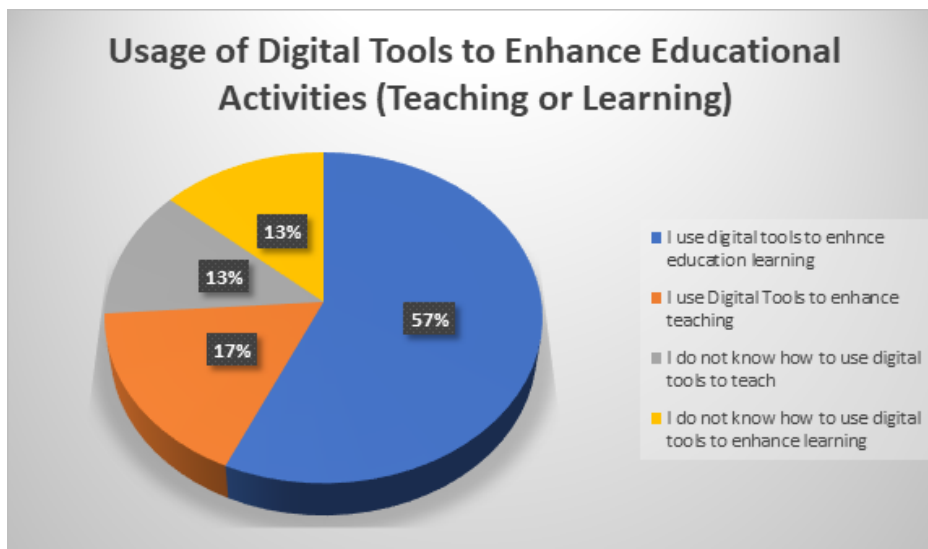 Usage of Digital Tools to Enhance Educational
Activities (Teaching or Learning)
13%
13%
57%
17%
I use digital tools to enhnce
education learning
I use Digital Tools to enhance
teaching
I do not know how to use digital
tools to teach
I do not know how to use digital
tools to enhance learning